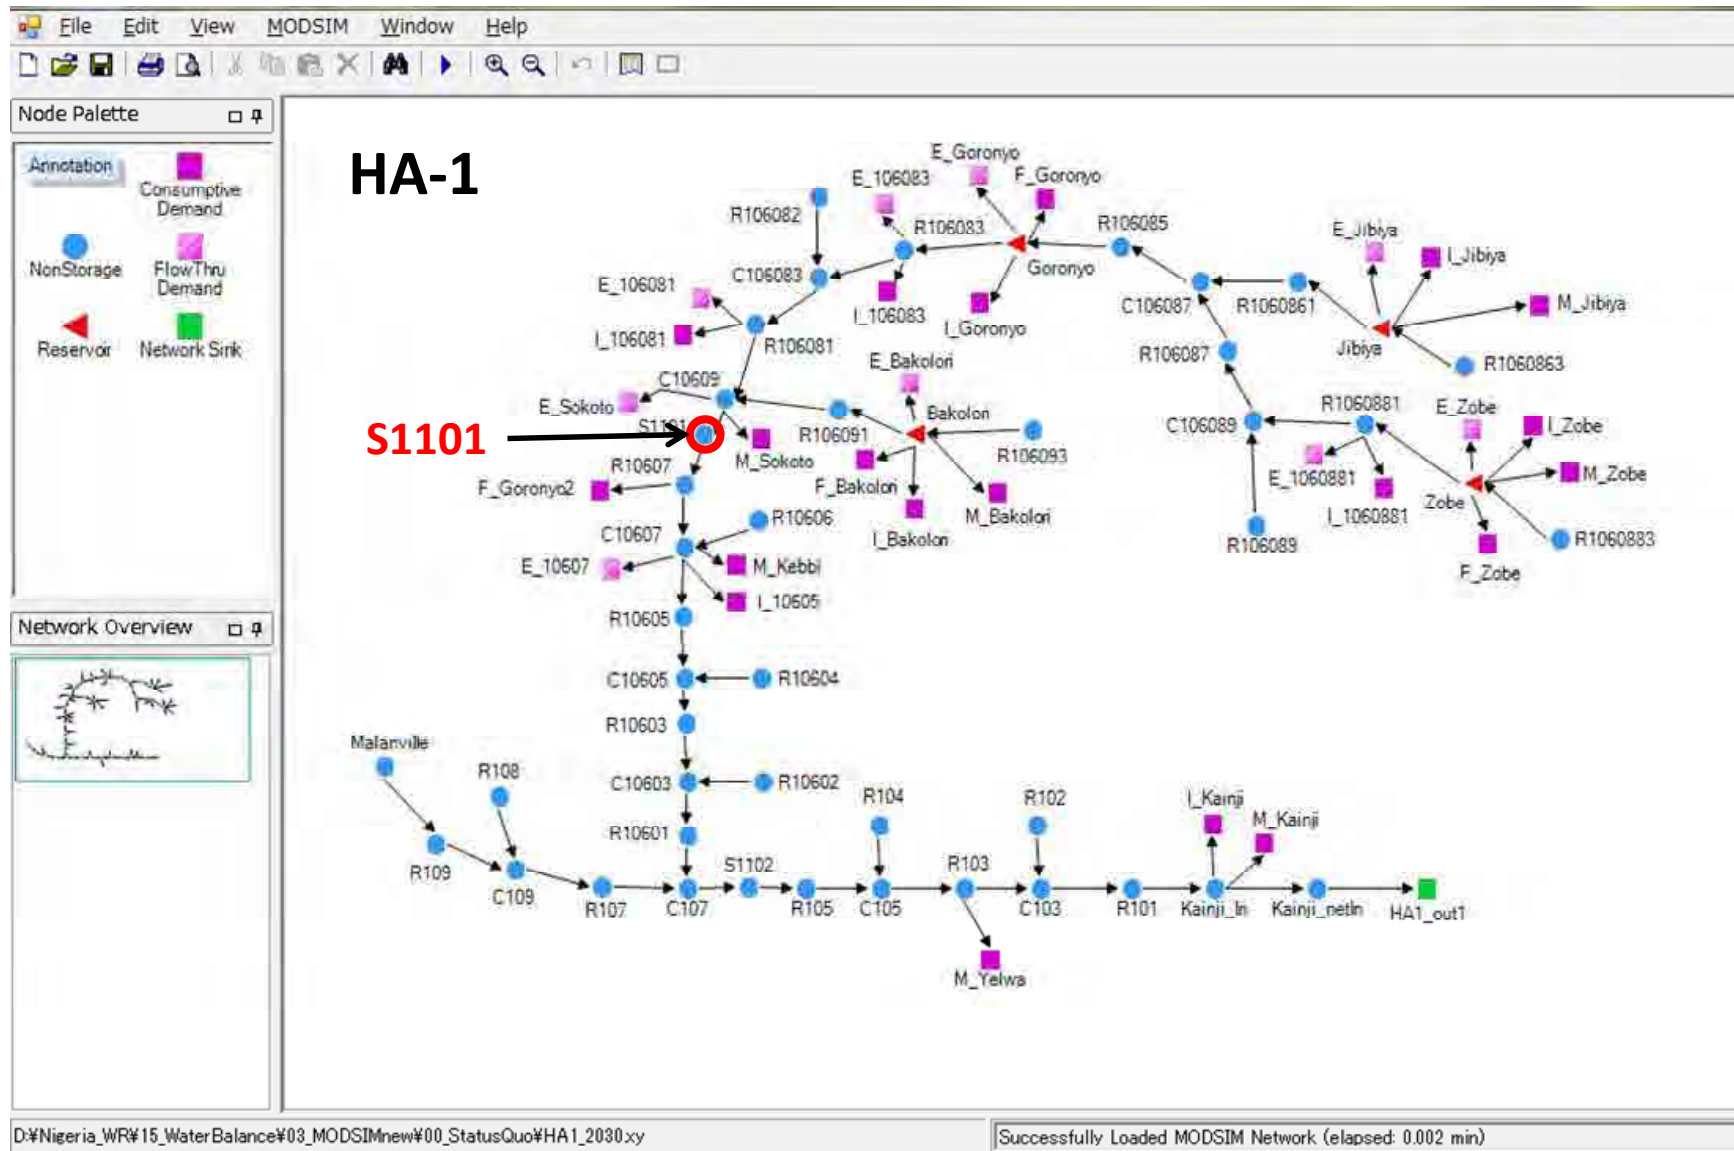 File Edit View MODSIM Window Help
Node Palette
Annotation
Consumptive
Demand
NonStorage
FlowThru
Demand
Reservoir
Network Sink
Network Overview
HA-1
E_Goronyo
E_106083
F_Goronyo
R106082
R106083
R106085
E_Jibiya
I_Jibiya
Goronyo
C106083
E_106081
M_Jibiya
C106087
R1060861
I_106083
I_Goronyo
I_106081
R106081
Jibiya
R106087
R1060863
E_Bakolori
C10609
E_Sokoto
R1060881
E_Zobe
Bakolori
S1101
S1101
R106091
C106089
I_Zobe
R106093
M_Sokoto
R10607
M_Zobe
E_1060881
F_Goronyo2
F_Bakolori
Zobe
M_Bakolori
I_1060881
R10606
C10607
I_Bakolori
R106089
R1060883
E_10607
M_Kebbi
F_Zobe
I_10605
R10605
C10605
R10604
R10603
Malanville
R108
C10603
R10602
R104
R102
I_Kainji
M_Kainji
R10601
S1102
R103
R109
C109
R107
C107
R105
C105
C103
R101
Kainji_In
Kainji_netIn
HA1_out1
M_Yelwa
D:¥Nigeria_WR¥15_WaterBalance¥03_MODSIMnew¥00_StatusQuo¥HA1_2030.xy
Successfully Loaded MODSIM Network (elapsed: 0.002 min)